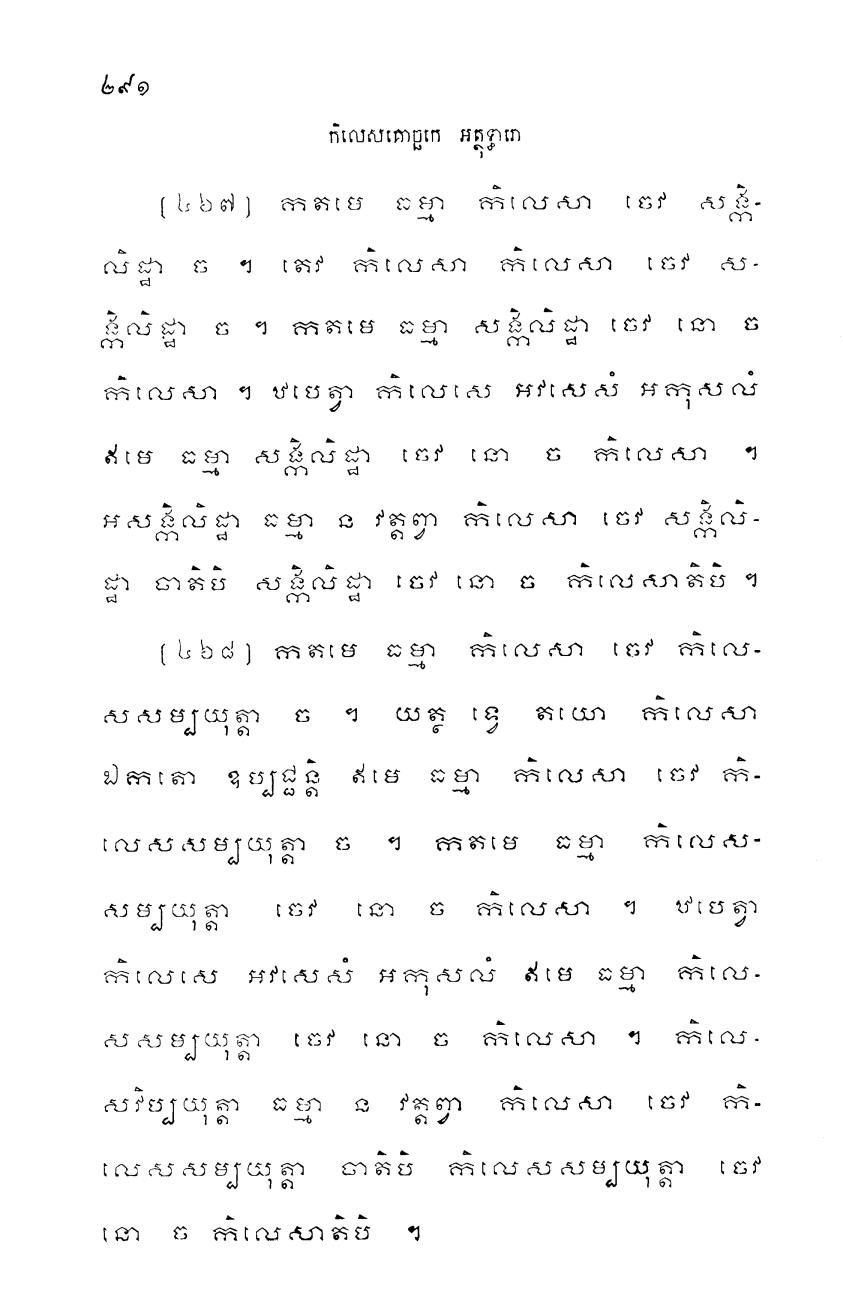 ២៩១
កិលេសគោច្ឆកេ អត្ថុទ្ធារោ
[៤៦៧] កតមេ ធម្មា កិលេសា ចេវ សង្កិ-
លិដ្ឋា ច ។ តេវ កិលេសា កិលេសា ចេវ ស-
ង្កិលិដ្ឋា ច ។ កតមេ ធម្មា សង្កិលិដ្ឋា ចេវ នោ ច
កិលេសា ។ ឋបេត្វា កិលេសេ អវសេសំ អកុសលំ
ឥមេ ធម្មា សង្កិលិដ្ឋា ចេវ នោ ច កិលេសា ។
អសង្កិលិដ្ឋា ធម្មា ន វត្តព្វា កិលេសា ចេវ សង្កិលិ-
ដ្ឋា ចាតិបិ សង្កិលិដ្ឋា ចេវ នោ ច កិលេសាតិបិ ។
[៤៦៨] កតមេ ធម្មា កិលេសា ចេវ កិលេ-
សសម្បយុត្តា ច ។ យត្ថ ទ្វេ តយោ កិលេសា
ឯកតោ ឧប្បជ្ជន្តិ ឥមេ ធម្មា កិលេសា ចេវ កិ-
លេសសម្បយុត្តា ច ។ កតមេ ធម្មា កិលេស-
សម្បយុត្តា ចេវ នោ ច កិលេសា ។ ឋបេត្វា
កិលេសេ អវសេសំ អកុសលំ ឥមេ ធម្មា កិលេ-
សសម្បយុត្តា ចេវ នោ ច កិលេសា ។ កិលេ-
សវិប្បយុត្តា ធម្មា ន វត្តព្វា កិលេសា ចេវ កិ-
លេសសម្បយុត្តា ចាតិបិ កិលេសសម្បយុត្តា ចេវ
នោ ច កិលេសាតិបិ ។